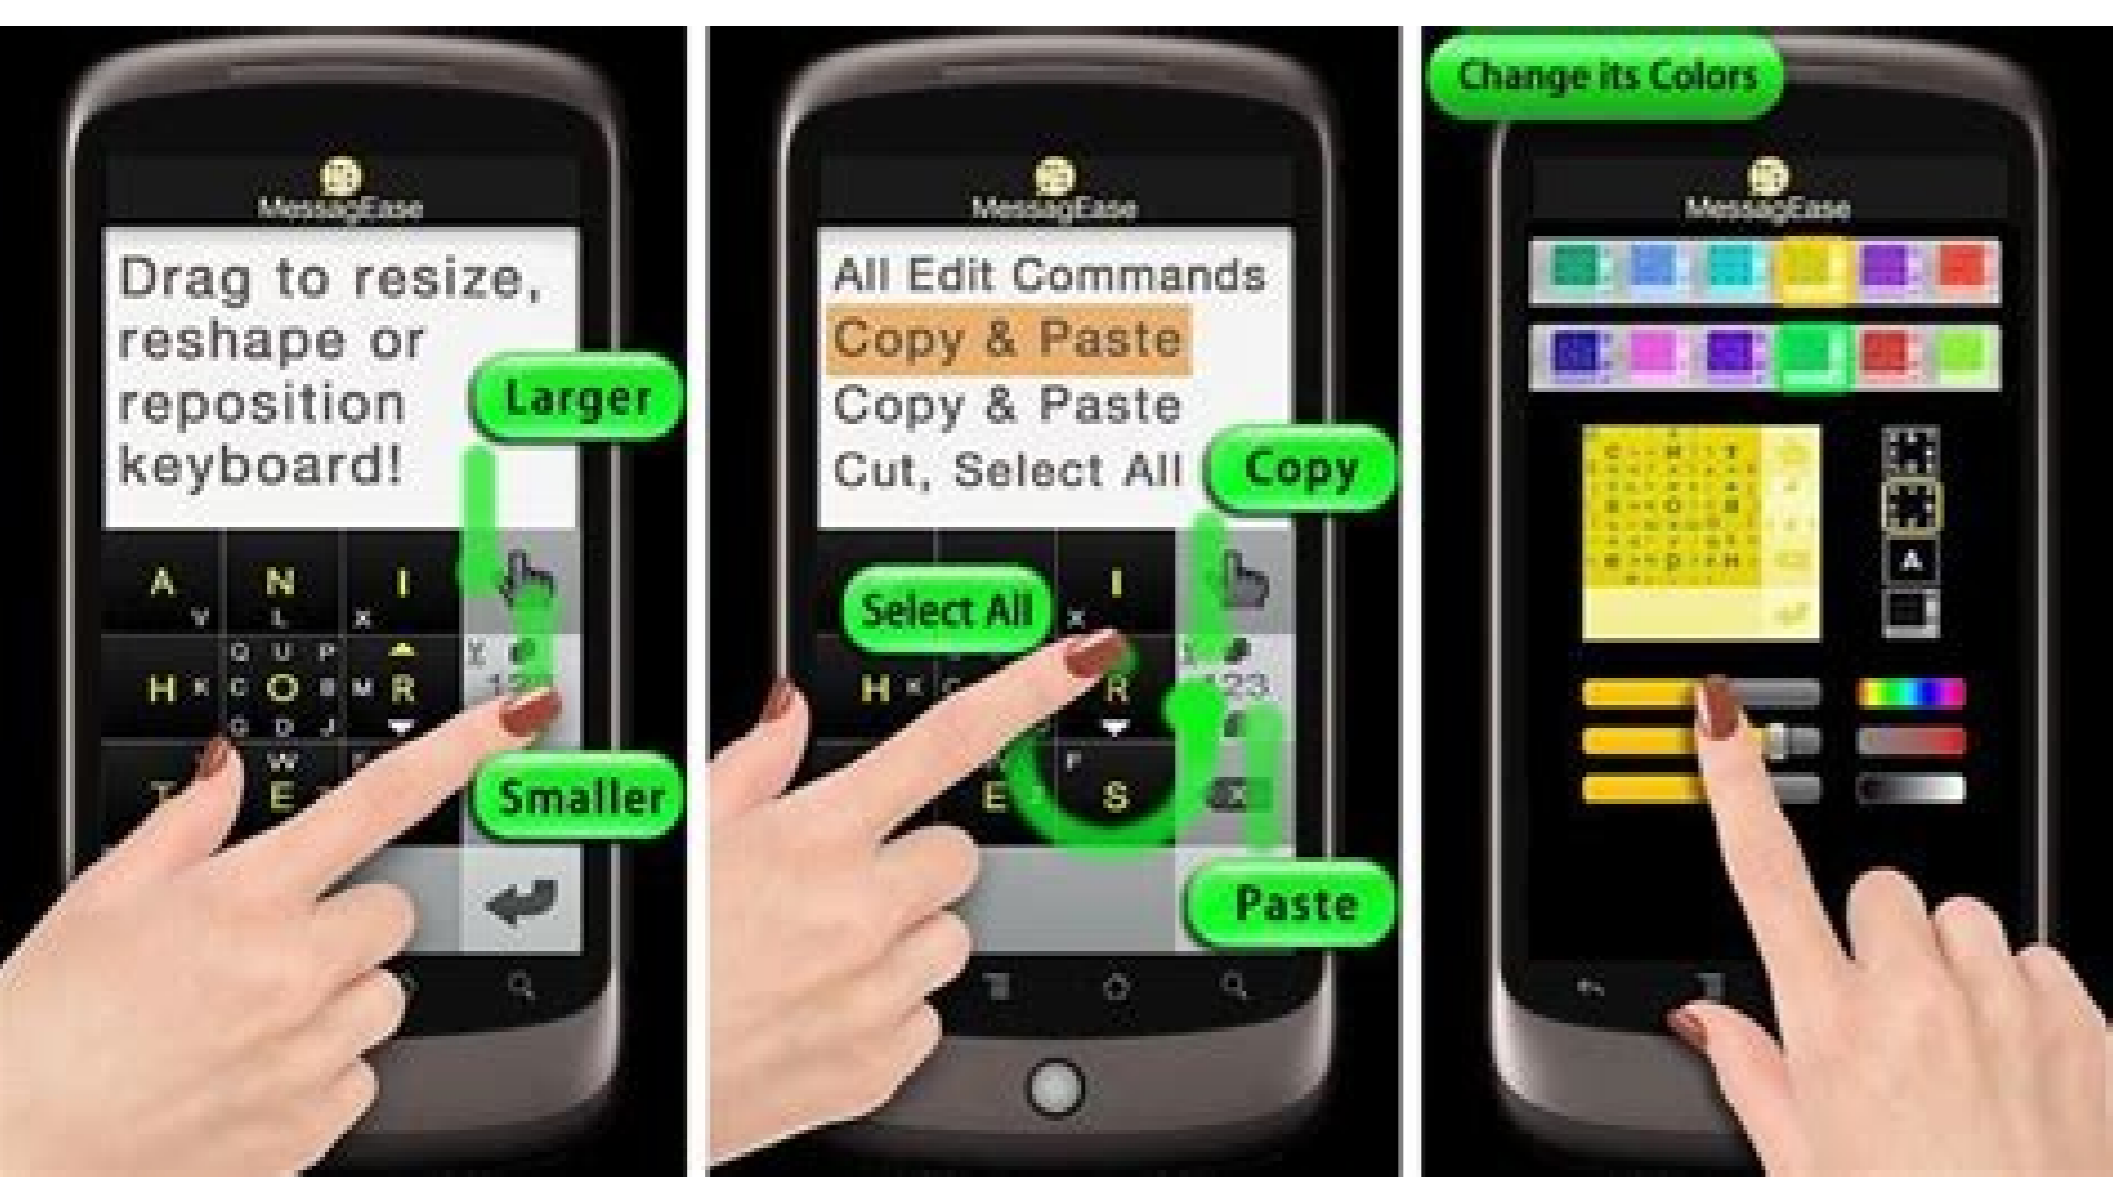 MessagEase
Drag to resize,
reshape or
reposition
keyboard!
Larger
A N I
V L X
Q U P
H K C O B M R
G D J
W
T E
Smaller
MessagEase
All Edit Commands
Copy & Paste
Copy & Paste
Cut, Select All
Copy
Select All
I
X
H K C R 123
F
E S
Paste
Change its Colors
MessagEase
A